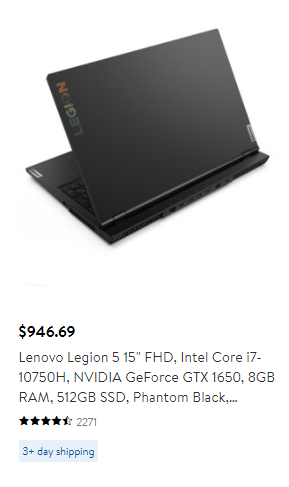 LEGION
Lenovo
$946.69
Lenovo Legion 5 15" FHD, Intel Core i7-
10750H, NVIDIA GeForce GTX 1650, 8GB
RAM, 512GB SSD, Phantom Black,...
2271
3+ day shipping